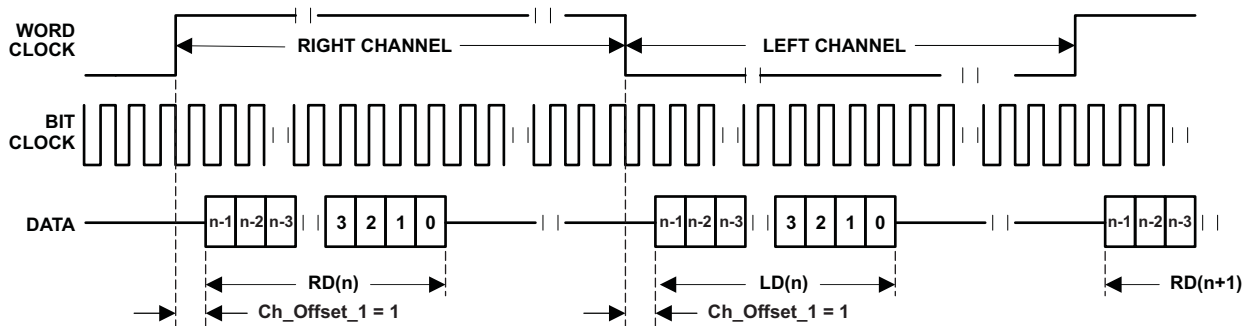 WORD
CLOCK
RIGHT CHANNEL
LEFT CHANNEL
BIT
CLOCK
DATA
n-1 n-2 n-3 3 2 1 0
n-1 n-2 n-3 3 2 1 0
n-1 n-2 n-3
RD(n)
LD(n)
RD(n+1)
Ch_Offset_1 = 1
Ch_Offset_1 = 1